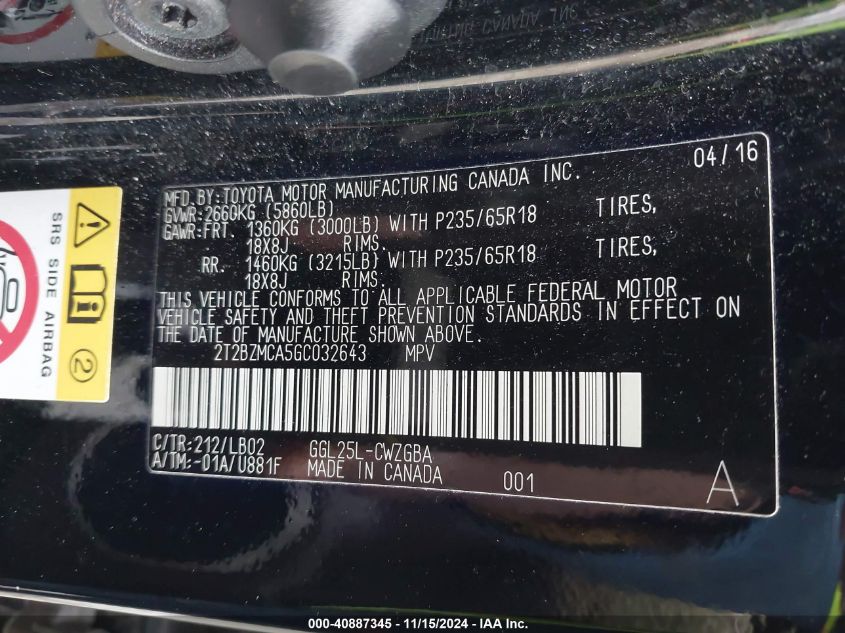 LIMITED CANADA INC
04/16
MFD.BY:TOYOTA MOTOR MANUFACTURING CANADA INC.
GVWR:2660KG (5860LB)
GAWR:FRT. 1360KG (3000LB) WITH P235/65R18 TIRES,
18X8J RIMS.
RR. 1460KG (3215LB) WITH P235/65R18 TIRES,
18X8J RIMS.
THIS VEHICLE CONFORMS TO ALL APPLICABLE FEDERAL MOTOR
VEHICLE SAFETY AND THEFT PREVENTION STANDARDS IN EFFECT ON
THE DATE OF MANUFACTURE SHOWN ABOVE.
2T2BZMCA5GC032643 MPV
C/TR:212/LB02 GGL25L-CWZGBA
A/TM:-01A/U881F MADE IN CANADA 001 A
SRS SIDE AIRBAG
2
000-40887345 - 11/15/2024 - IAA Inc.